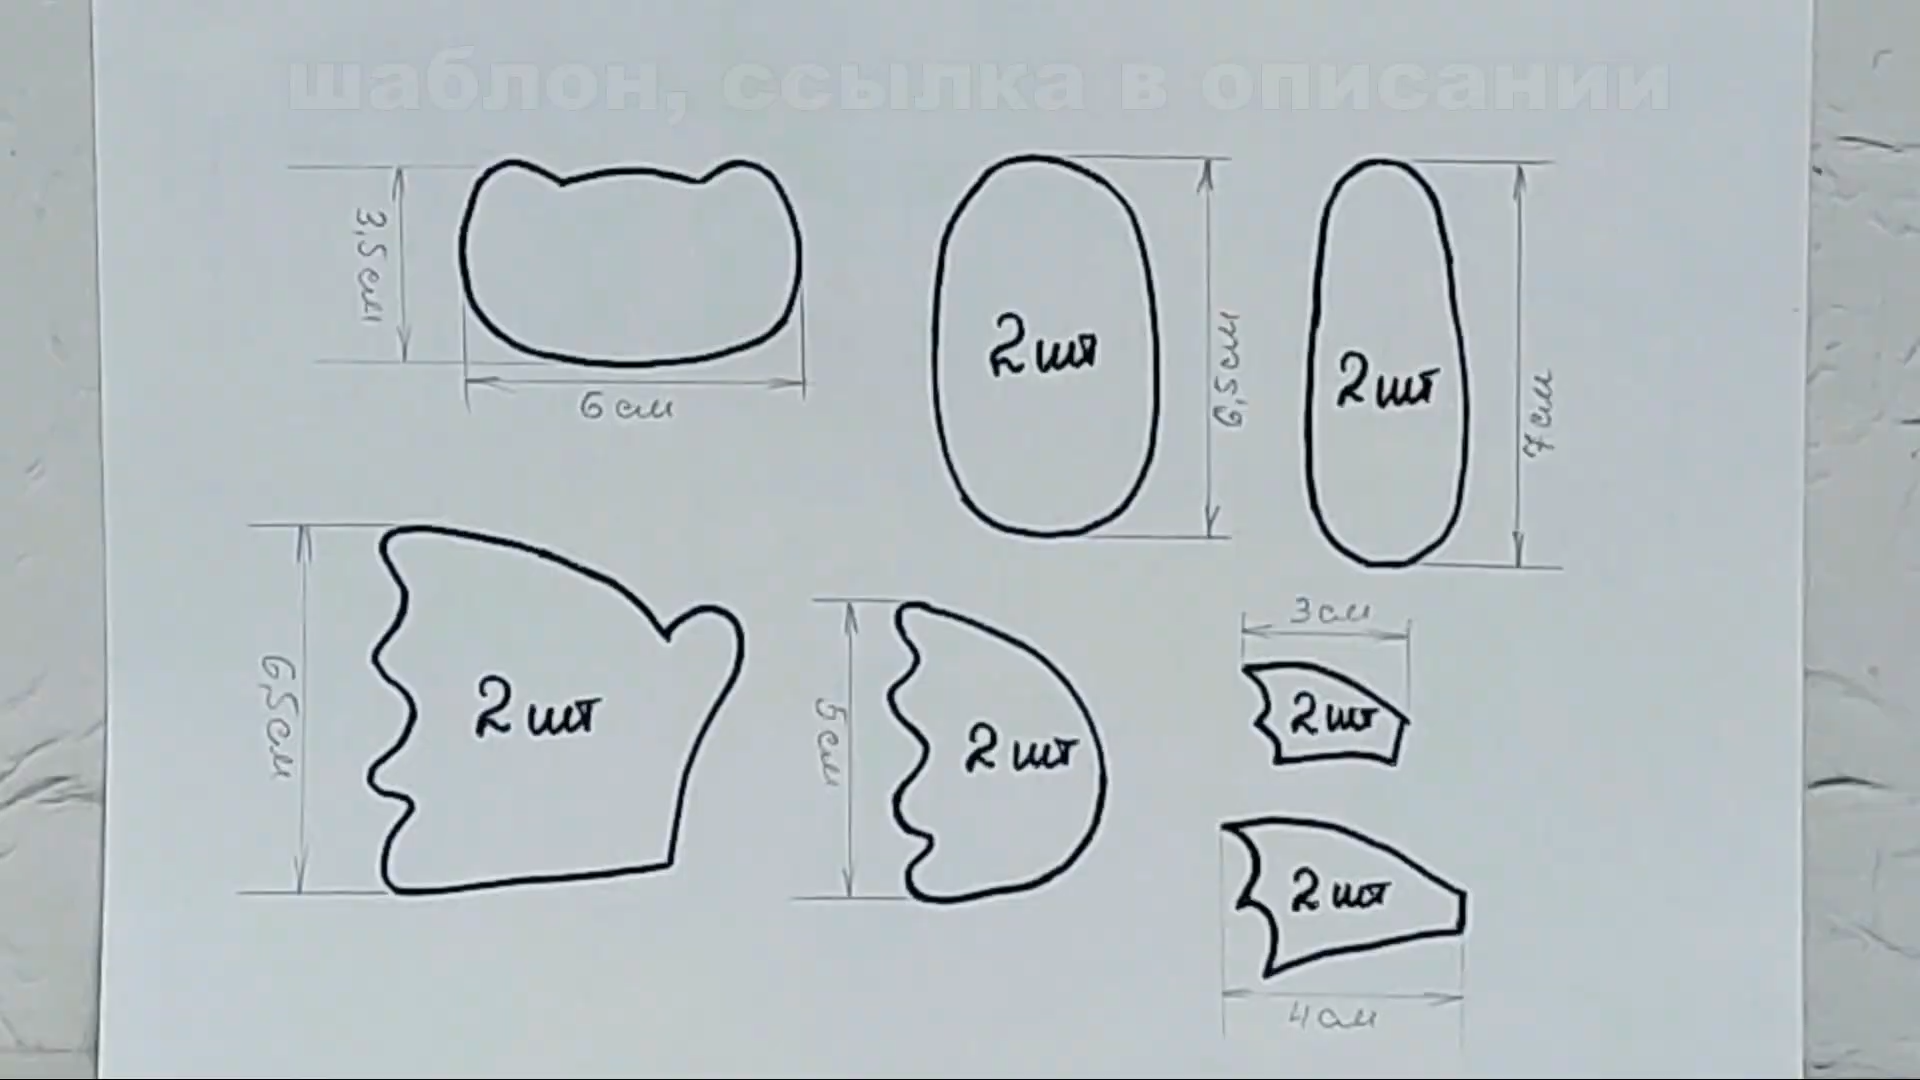 шаблон, ссылка в описании
3,5см
6см
2шт
6,5см
2шт
7см
6,5см
2шт
5см
2шт
3см
2шт
2шт
4см